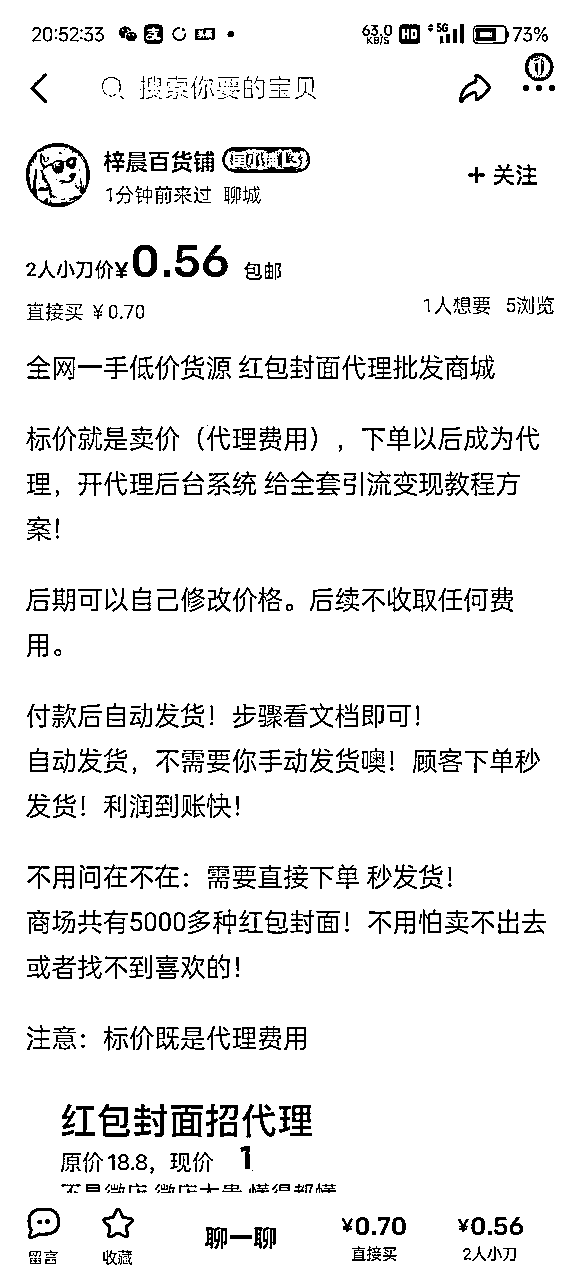 20:52:33
63.0 KB/S HD 5G 73%
搜索你要的宝贝
梓晨百货铺
+ 关注
1分钟前来过 聊城
2人小刀价¥0.56 包邮
直接买 ¥0.70
1人想要 5浏览
全网一手低价货源 红包封面代理批发商城
标价就是卖价（代理费用），下单以后成为代
理，开代理后台系统 给全套引流变现教程方
案！
后期可以自己修改价格。后续不收取任何费
用。
付款后自动发货！步骤看文档即可！
自动发货，不需要你手动发货噢！顾客下单秒
发货！利润到账快！
不用问在不在：需要直接下单 秒发货！
商场共有5000多种红包封面！不用怕卖不出去
或者找不到喜欢的！
注意：标价既是代理费用
红包封面招代理
原价18.8，现价 1
留言
收藏
聊一聊
¥0.70
直接买
¥0.56
2人小刀